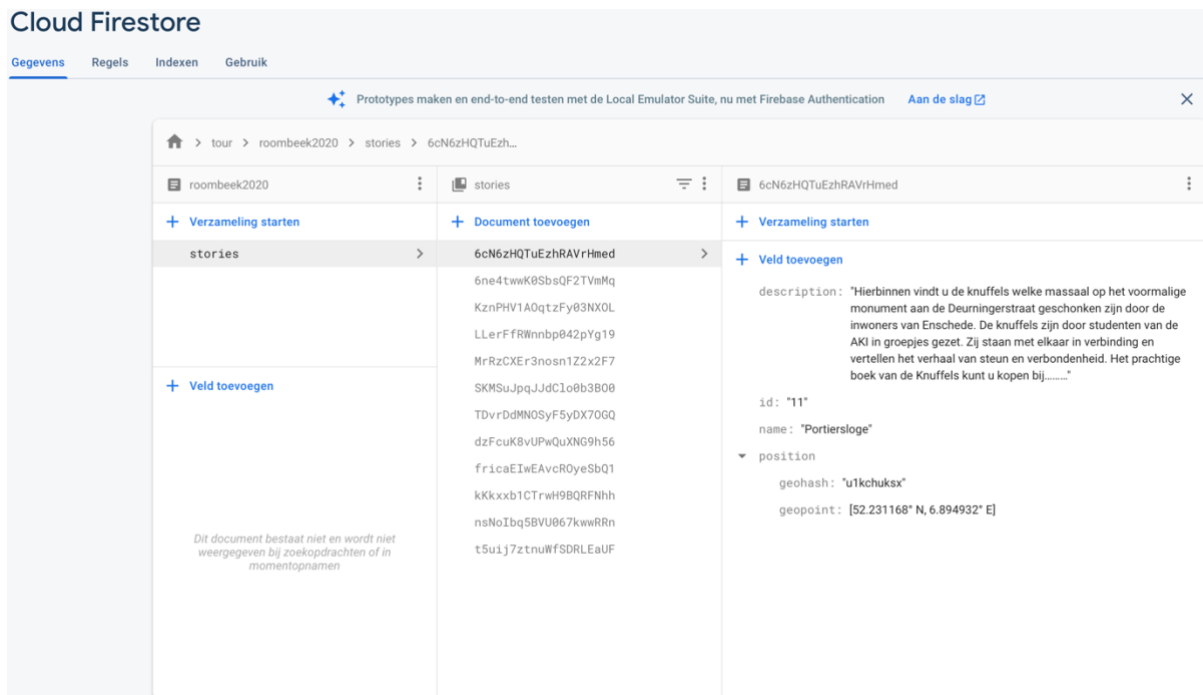 Cloud Firestore
Gegevens Regels Indexen Gebruik
Prototypes maken en end-to-end testen met de Local Emulator Suite, nu met Firebase Authentication Aan de slag
tour > roombeek2020 > stories > 6cN6zHQTuEzh...
roombeek2020
+ Verzameling starten
stories
+ Veld toevoegen
Dit document bestaat niet en wordt niet
weergegeven bij zoekopdrachten of in
momentopnamen
stories
+ Document toevoegen
6cN6zHQTuEzhRAVrHmed
6ne4twwK0SbsQF2TVmMq
KznPHV1AOqtzFy03NXOL
LLerFfRWnnbp042pYg19
MrRzCXEr3nosn1Z2x2F7
SKMSuJpqJJdClo0b3BO0
TDvrDdMNOSyF5yDX7OGQ
dzFcuK8vUPwQuXNG9h56
fricaEIwEAvcROyeSbQ1
kKkxxb1CTrwH9BQRFNhh
nsNoIbq5BVU067kwwRRn
t5uij7ztnuWfSDRLEaUF
6cN6zHQTuEzhRAVrHmed
+ Verzameling starten
+ Veld toevoegen
description: "Hierbinnen vindt u de knuffels welke massaal op het voormalige
monument aan de Deurningerstraat geschonken zijn door de
inwoners van Enschede. De knuffels zijn door studenten van de
AKI in groepjes gezet. Zij staan met elkaar in verbinding en
vertellen het verhaal van steun en verbondenheid. Het prachtige
boek van de Knuffels kunt u kopen bij........."
id: "11"
name: "Portiersloge"
position
geohash: "u1kchuksx"
geopoint: [52.231168° N, 6.894932° E]